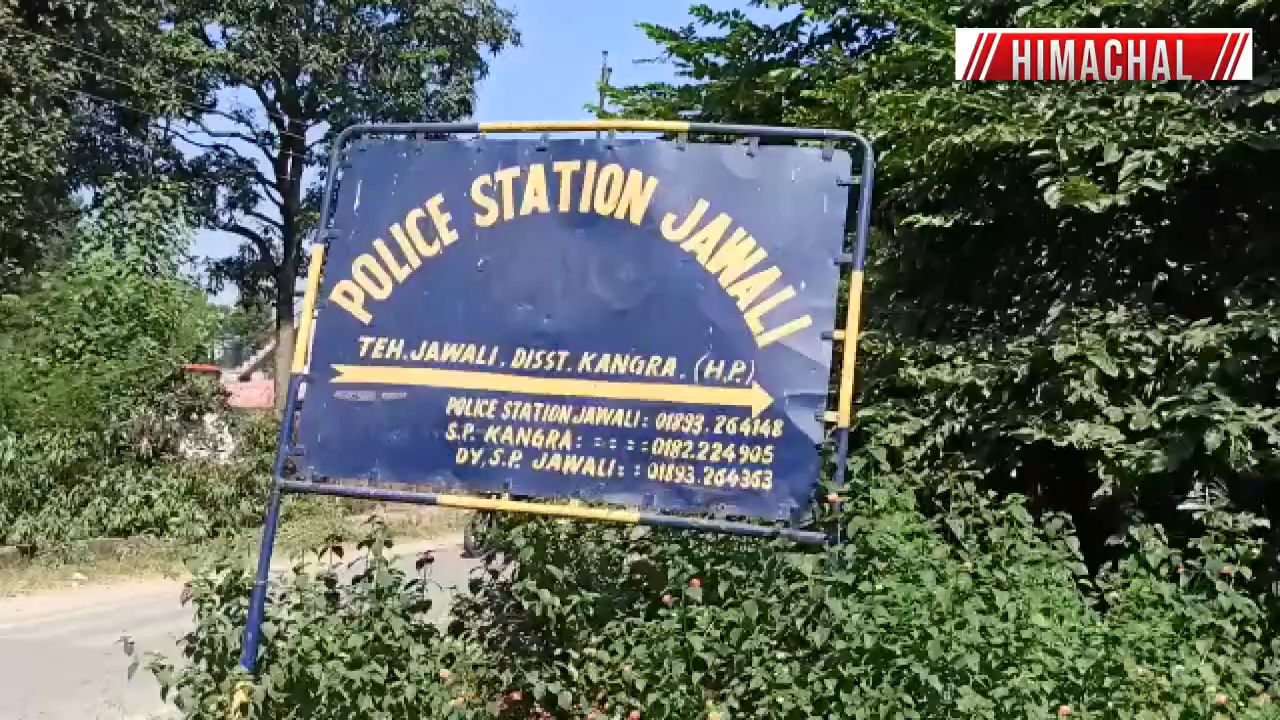 HIMACHAL
POLICE STATION JAWALI
TEH. JAWALI. DISST. KANGRA. (H.P.)
POLICE STATION JAWALI: 01893.264148
S.P. KANGRA: = = = :0182.224905
DY,S.P. JAWALI: : 01893.264363